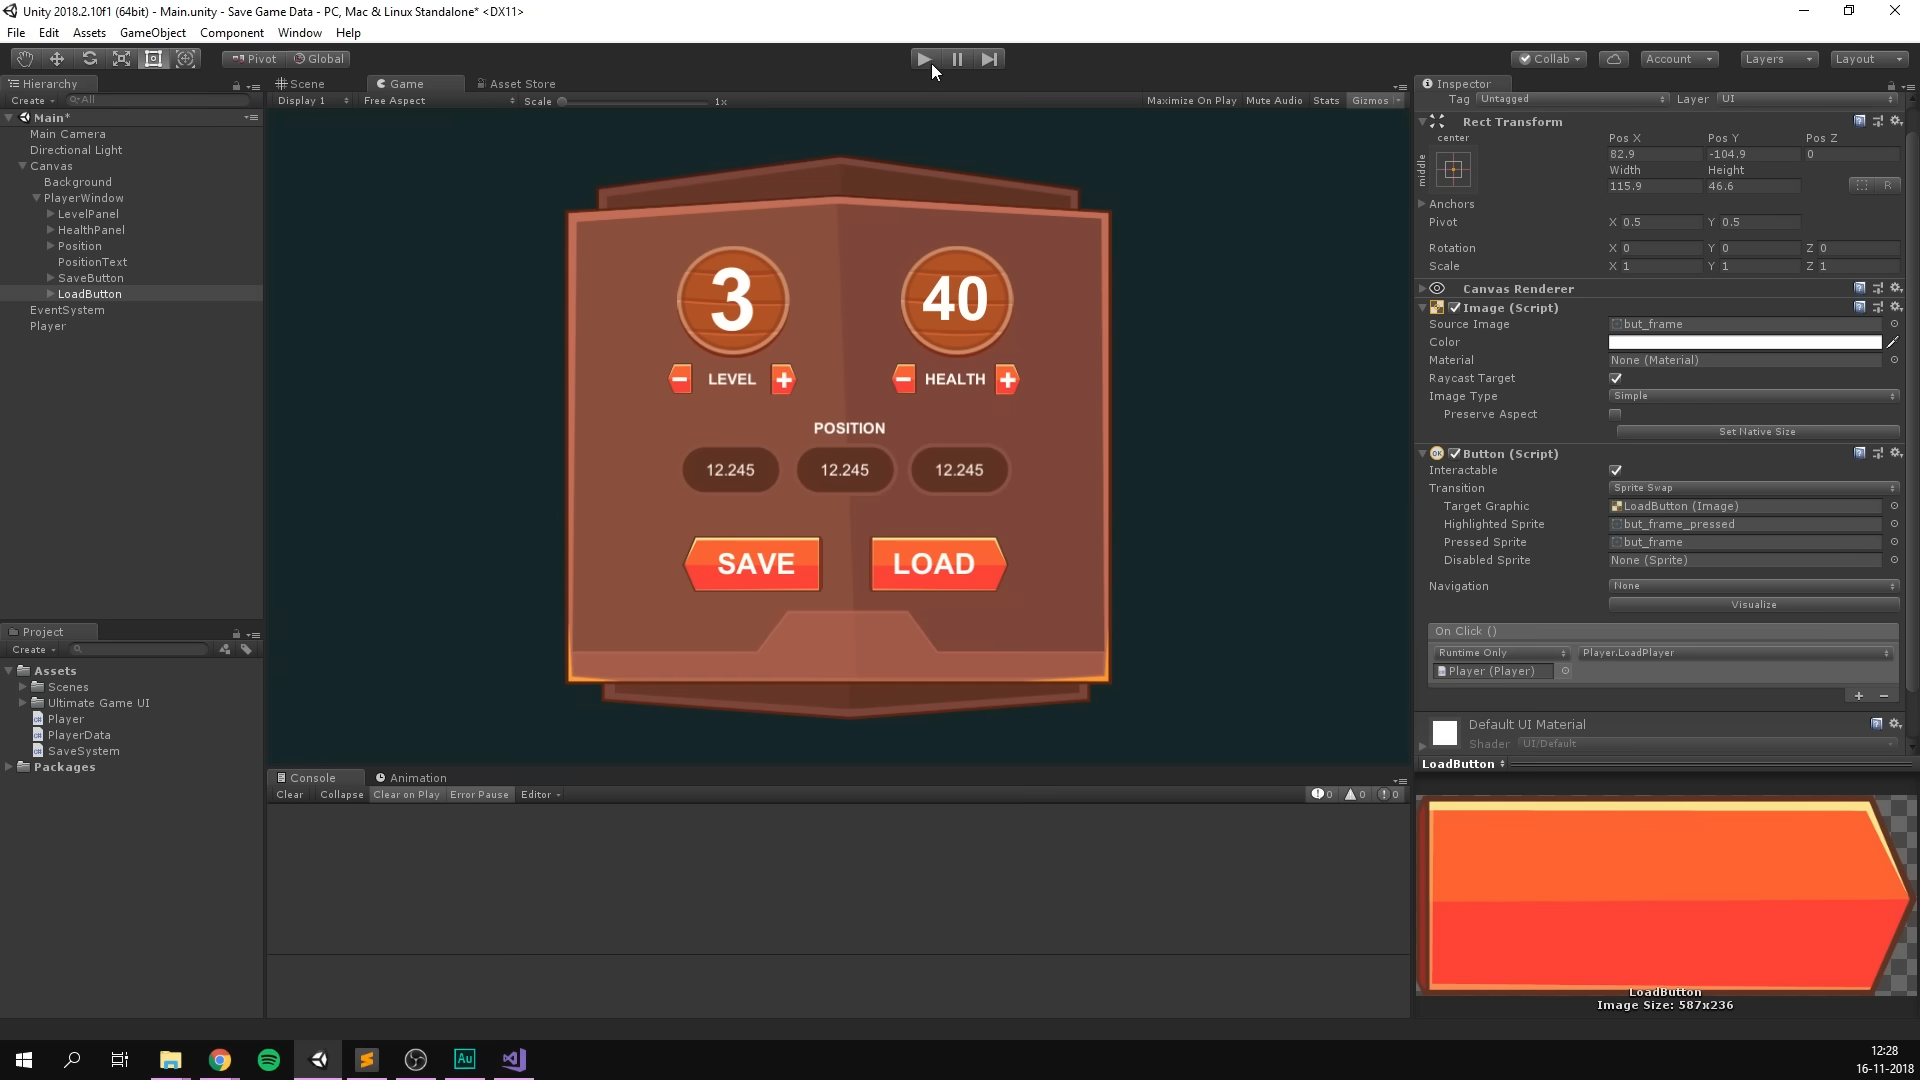 Unity 2018.2.10f1 (64bit) - Main.unity - Save Game Data - PC, Mac & Linux Standalone* <DX11>
File Edit Assets GameObject Component Window Help
Pivot Global
Collab Account Layers Layout
Hierarchy
Create All
Main*
Main Camera
Directional Light
Canvas
Background
PlayerWindow
LevelPanel
HealthPanel
Position
PositionText
SaveButton
LoadButton
EventSystem
Player
Project
Create
Assets
Scenes
Ultimate Game UI
Player
PlayerData
SaveSystem
Packages
Scene Game Asset Store
Display 1 Free Aspect Scale 1x Maximize On Play Mute Audio Stats Gizmos
3 40
LEVEL HEALTH
POSITION
12.245 12.245 12.245
SAVE LOAD
Console Animation
Clear Collapse Clear on Play Error Pause Editor 0 0 0
Inspector
Tag Untagged Layer UI
Rect Transform
center
middle
Pos X Pos Y Pos Z
82.9 -104.9 0
Width Height
115.9 46.6
R
Anchors
Pivot X 0.5 Y 0.5
Rotation X 0 Y 0 Z 0
Scale X 1 Y 1 Z 1
Canvas Renderer
Image (Script)
Source Image but_frame
Color
Material None (Material)
Raycast Target
Image Type Simple
Preserve Aspect
Set Native Size
OK Button (Script)
Interactable
Transition Sprite Swap
Target Graphic LoadButton (Image)
Highlighted Sprite but_frame_pressed
Pressed Sprite but_frame
Disabled Sprite None (Sprite)
Navigation None
Visualize
On Click ()
Runtime Only Player.LoadPlayer
Player (Player)
Default UI Material
Shader UI/Default
LoadButton
LoadButton
Image Size: 587x236
Au
12:28
16-11-2018